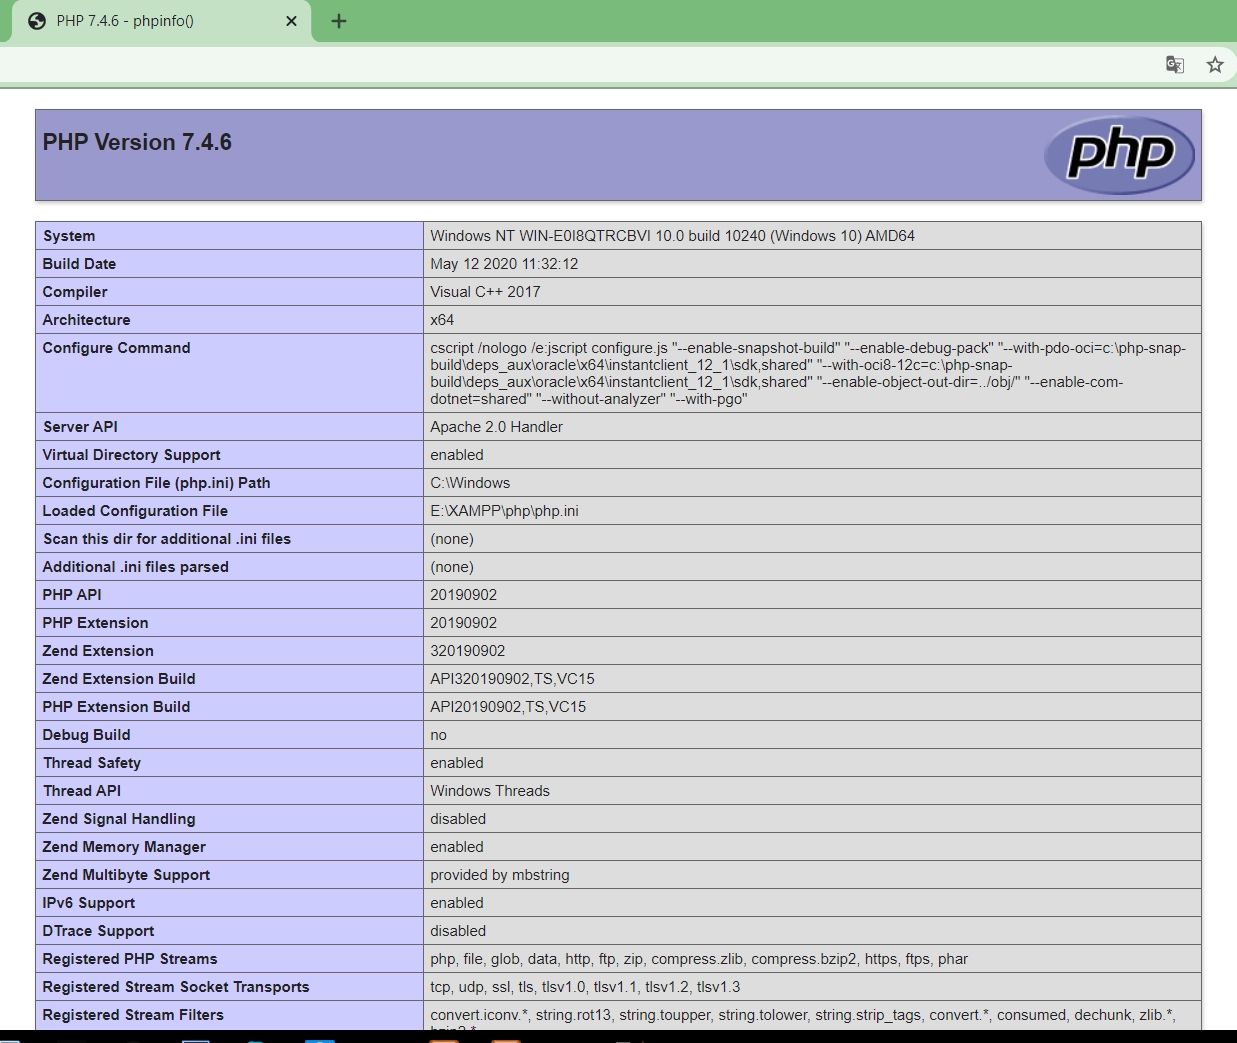 PHP 7.4.6 - phpinfo()
PHP Version 7.4.6
php
System Windows NT WIN-E0I8QTRCBVI 10.0 build 10240 (Windows 10) AMD64
Build Date May 12 2020 11:32:12
Compiler Visual C++ 2017
Architecture x64
Configure Command cscript /nologo /e:jscript configure.js "--enable-snapshot-build" "--enable-debug-pack" "--with-pdo-oci=c:\php-snap-
build\deps_aux\oracle\x64\instantclient_12_1\sdk,shared" "--with-oci8-12c=c:\php-snap-
build\deps_aux\oracle\x64\instantclient_12_1\sdk,shared" "--enable-object-out-dir=../obj/" "--enable-com-
dotnet=shared" "--without-analyzer" "--with-pgo"
Server API Apache 2.0 Handler
Virtual Directory Support enabled
Configuration File (php.ini) Path C:\Windows
Loaded Configuration File E:\XAMPP\php\php.ini
Scan this dir for additional .ini files (none)
Additional .ini files parsed (none)
PHP API 20190902
PHP Extension 20190902
Zend Extension 320190902
Zend Extension Build API320190902,TS,VC15
PHP Extension Build API20190902,TS,VC15
Debug Build no
Thread Safety enabled
Thread API Windows Threads
Zend Signal Handling disabled
Zend Memory Manager enabled
Zend Multibyte Support provided by mbstring
IPv6 Support enabled
DTrace Support disabled
Registered PHP Streams php, file, glob, data, http, ftp, zip, compress.zlib, compress.bzip2, https, ftps, phar
Registered Stream Socket Transports tcp, udp, ssl, tls, tlsv1.0, tlsv1.1, tlsv1.2, tlsv1.3
Registered Stream Filters convert.iconv.*, string.rot13, string.toupper, string.tolower, string.strip_tags, convert.*, consumed, dechunk, zlib.*,